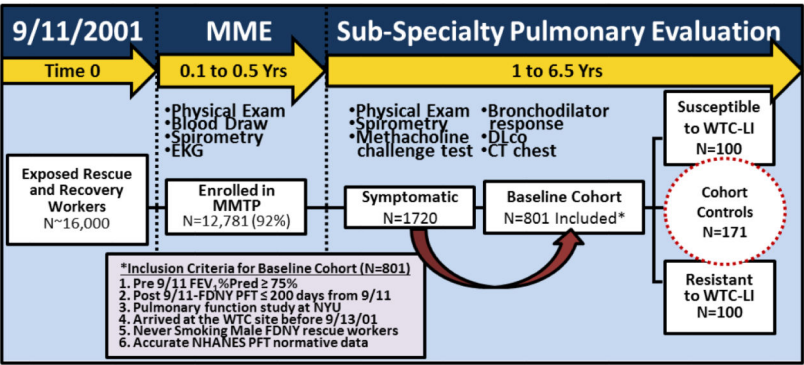 9/11/2001
MME
Sub-Specialty Pulmonary Evaluation
Time 0
0.1 to 0.5 Yrs
1 to 6.5 Yrs
•Physical Exam
•Blood Draw
•Spirometry
•EKG
•Physical Exam
•Spirometry
•Methacholine
challenge test
•Bronchodilator
response
•DLco
•CT chest
Exposed Rescue
and Recovery
Workers
N~16,000
Enrolled in
MMTP
N=12,781 (92%)
Symptomatic
N=1720
Baseline Cohort
N=801 Included*
Susceptible
to WTC-LI
N=100
Cohort
Controls
N=171
Resistant
to WTC-LI
N=100
*Inclusion Criteria for Baseline Cohort (N=801)
1. Pre 9/11 FEV1%Pred ≥ 75%
2. Post 9/11-FDNY PFT ≤ 200 days from 9/11
3. Pulmonary function study at NYU
4. Arrived at the WTC site before 9/13/01
5. Never Smoking Male FDNY rescue workers
6. Accurate NHANES PFT normative data